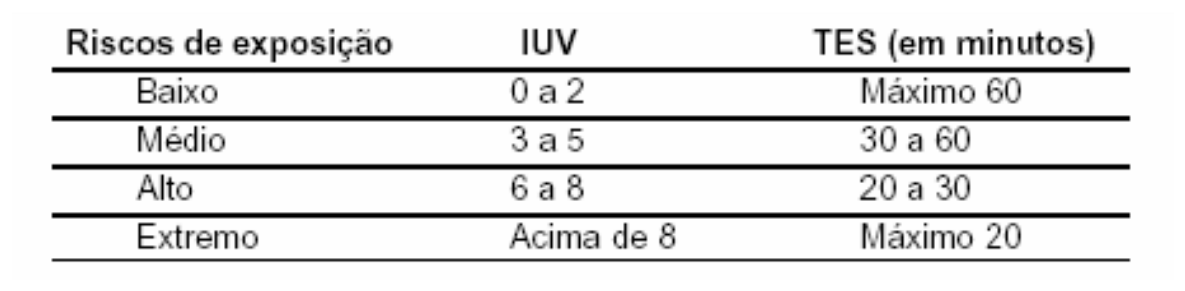 Riscos de exposição IUV TES (em minutos)
Baixo 0 a 2 Máximo 60
Médio 3 a 5 30 a 60
Alto 6 a 8 20 a 30
Extremo Acima de 8 Máximo 20